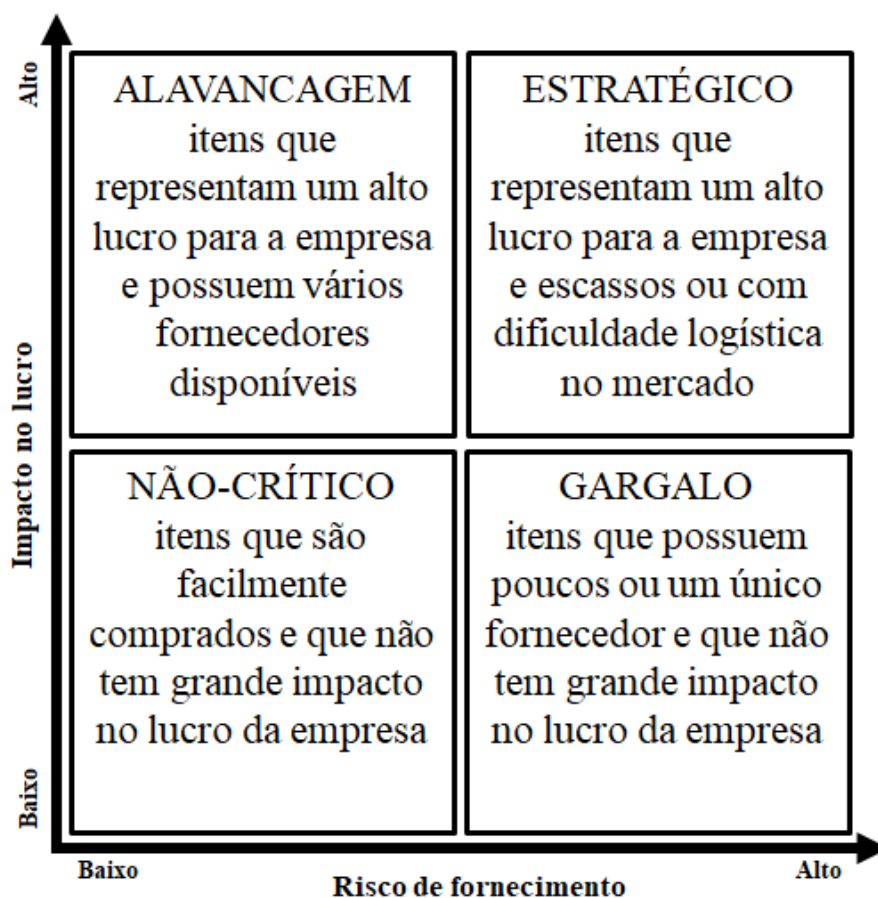 Alto
ALAVANCAGEM
itens que
representam um alto
lucro para a empresa
e possuem vários
fornecedores
disponíveis
ESTRATÉGICO
itens que
representam um alto
lucro para a empresa
e escassos ou com
dificuldade logística
no mercado
Impacto no lucro
NÃO-CRÍTICO
itens que são
facilmente
comprados e que não
tem grande impacto
no lucro da empresa
GARGALO
itens que possuem
poucos ou um único
fornecedor e que não
tem grande impacto
no lucro da empresa
Baixo
Baixo
Risco de fornecimento
Alto